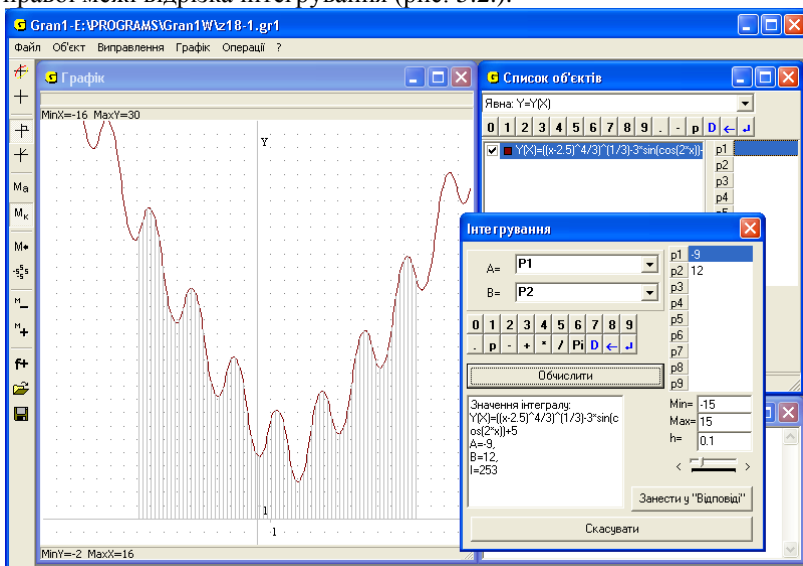 правої межі відрізка інтегрування (рис. 3.2.).
Gran1-E:\PROGRAMS\Gran1W\z18-1.gr1
Файл Об'єкт Виправлення Графік Операції ?
Графік
MinX=-16 MaxY=30
Y
1
1
MinY=-2 MaxX=16
Ma
Mк
M
M
M
f+
Список об'єктів
Явна: Y=Y(X)
0 1 2 3 4 5 6 7 8 9 . - p D ← ↲
Y(X)=((x-2.5)^4/3)^(1/3)-3*sin(cos(2*x))-
p1
p2
p3
p4
Інтегрування
A= P1
B= P2
0 1 2 3 4 5 6 7 8 9
. p - + * / Pi D ← ↲
Обчислити
p1 -9
p2 12
p3
p4
p5
p6
p7
p8
p9
Значення інтегралу:
Y(X)=((x-2.5)^4/3)^(1/3)-3*sin(c
os(2*x))+5
A=-9,
B=12,
I=253
Min= -15
Max= 15
h= 0.1
< >
Занести у "Відповіді"
Скасувати